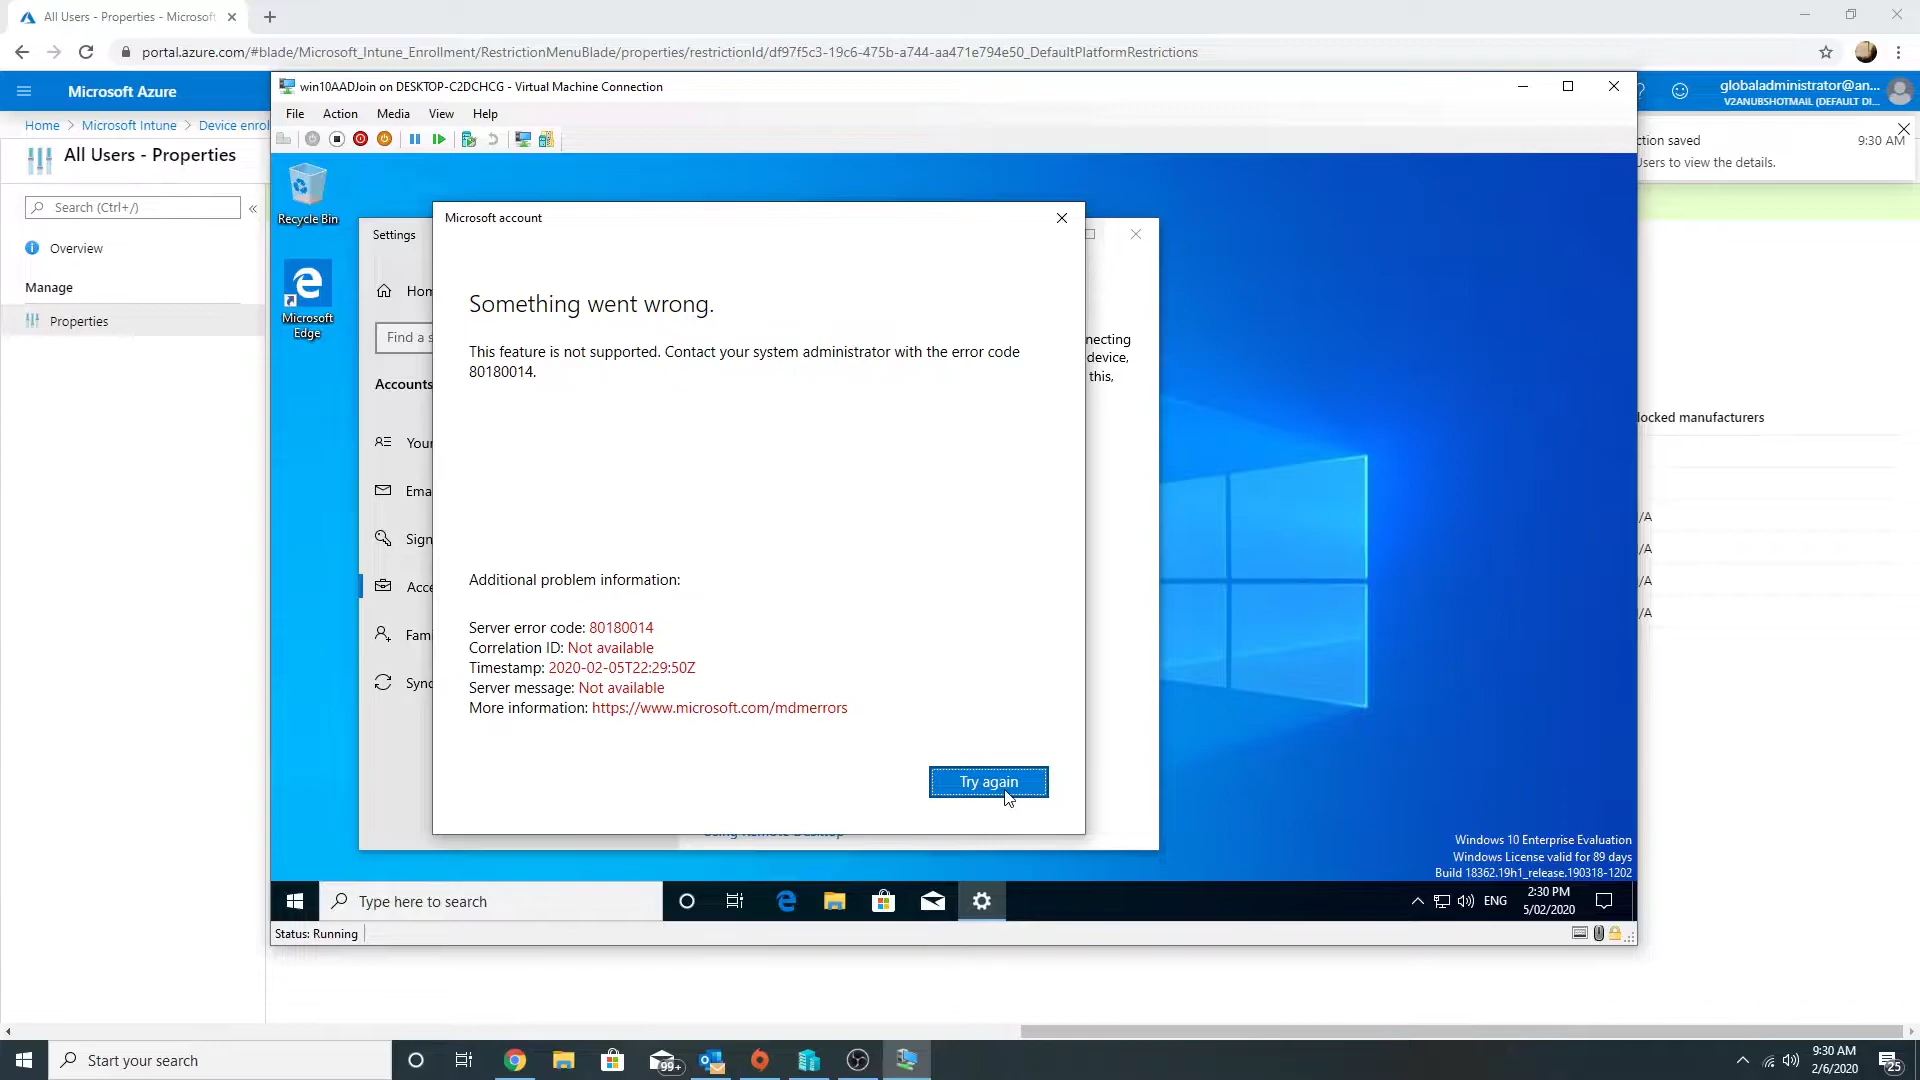 All Users - Properties - Microsoft
portal.azure.com/#blade/Microsoft_Intune_Enrollment/RestrictionMenuBlade/properties/restrictionId/df97f5c3-19c6-475b-a744-aa471e794e50_DefaultPlatformRestrictions
Microsoft Azure
globaladministrator@an...
V2ANUBSHOTMAIL (DEFAULT DI...
Home > Microsoft Intune > Device enrol
All Users - Properties
Search (Ctrl+/)
«
Overview
Manage
Properties
ction saved
9:30 AM
Users to view the details.
locked manufacturers
/A
/A
/A
/A
win10AADJoin on DESKTOP-C2DCHCG - Virtual Machine Connection
File Action Media View Help
Recycle Bin
Microsoft
Edge
Settings
Hom
Find a s
Accounts
Your
Emai
Sign
Acce
Fam
Sync
necting
device,
this,
Microsoft account
Something went wrong.
This feature is not supported. Contact your system administrator with the error code
80180014.
Additional problem information:
Server error code: 80180014
Correlation ID: Not available
Timestamp: 2020-02-05T22:29:50Z
Server message: Not available
More information: https://www.microsoft.com/mdmerrors
Try again
Using Remote Desktop
Windows 10 Enterprise Evaluation
Windows License valid for 89 days
Build 18362.19h1_release.190318-1202
Type here to search
ENG
2:30 PM
5/02/2020
Status: Running
Start your search
99+
9:30 AM
2/6/2020
25